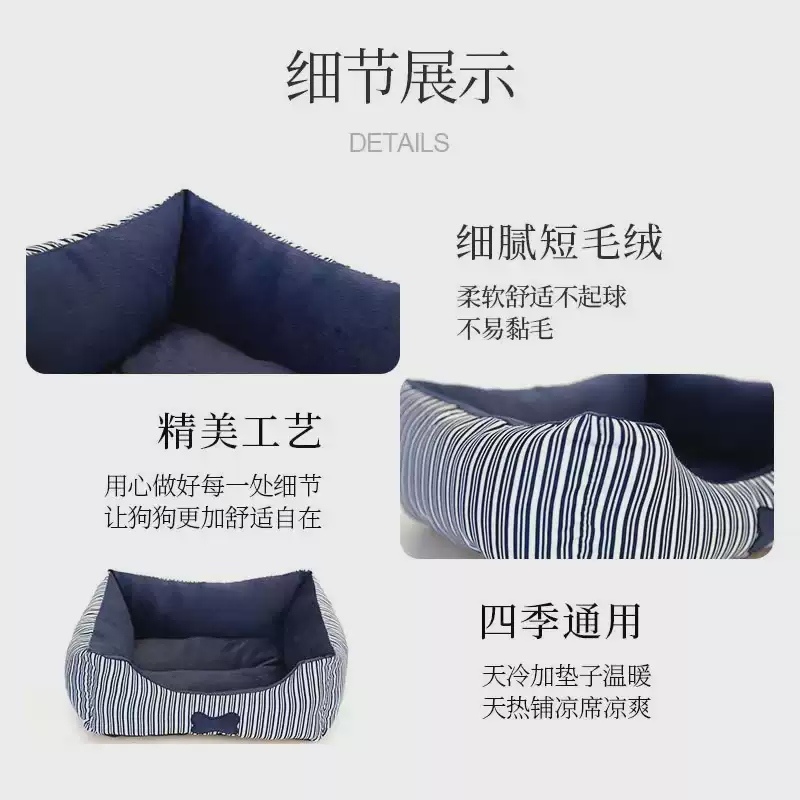 细节展示
DETAILS
细腻短毛绒
柔软舒适不起球
不易黏毛
精美工艺
用心做好每一处细节
让狗狗更加舒适自在
四季通用
天冷加垫子温暖
天热铺凉席凉爽